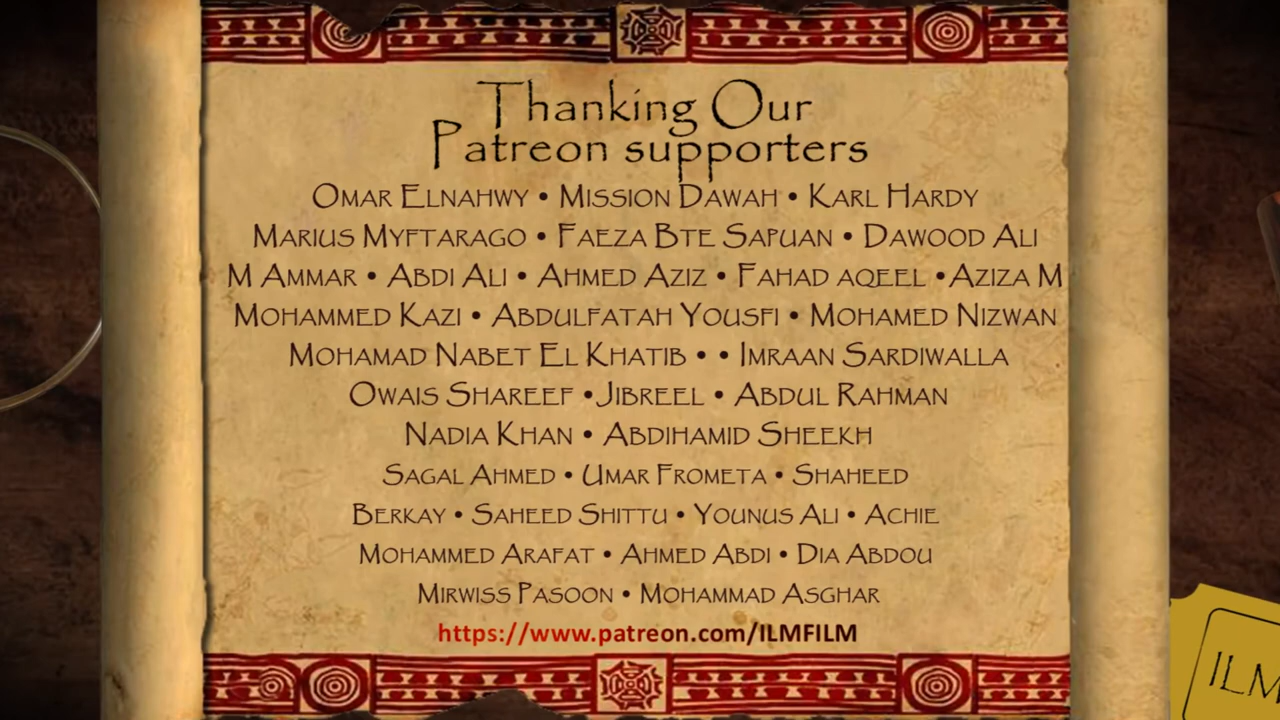 Thanking Our
Patreon supporters
OMAR ELNAHWY • MISSION DAWAH • KARL HARDY
MARIUS MYFTARAGO • FAEZA BTE SAPUAN • DAWOOD ALI
M AMMAR • ABDI ALI • AHMED AZIZ • FAHAD AQEEL •AZIZA M
MOHAMMED KAZI • ABDULFATAH YOUSFI • MOHAMED NIZWAN
MOHAMAD NABET EL KHATIB • • IMRAAN SARDIWALLA
OWAIS SHAREEF •JIBREEL • ABDUL RAHMAN
NADIA KHAN • ABDIHAMID SHEEKH
SAGAL AHMED • UMAR FROMETA • SHAHEED
BERKAY • SAHEED SHITTU • YOUNUS ALI • ACHIE
MOHAMMED ARAFAT • AHMED ABDI • DIA ABDOU
MIRWISS PASOON • MOHAMMAD ASGHAR
https://www.patreon.com/ILMFILM
ILM